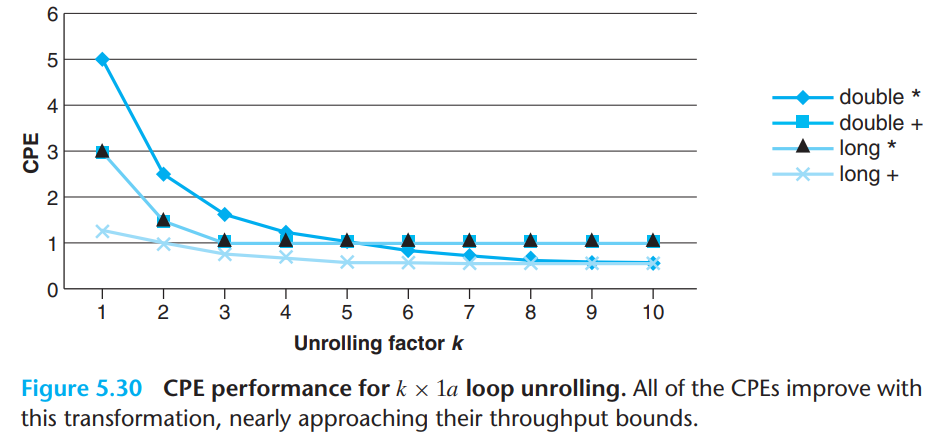 6
5
4
3
2
1
0
CPE
1 2 3 4 5 6 7 8 9 10
Unrolling factor k
double *
double +
long *
long +
Figure 5.30 CPE performance for k × 1a loop unrolling. All of the CPEs improve with
this transformation, nearly approaching their throughput bounds.